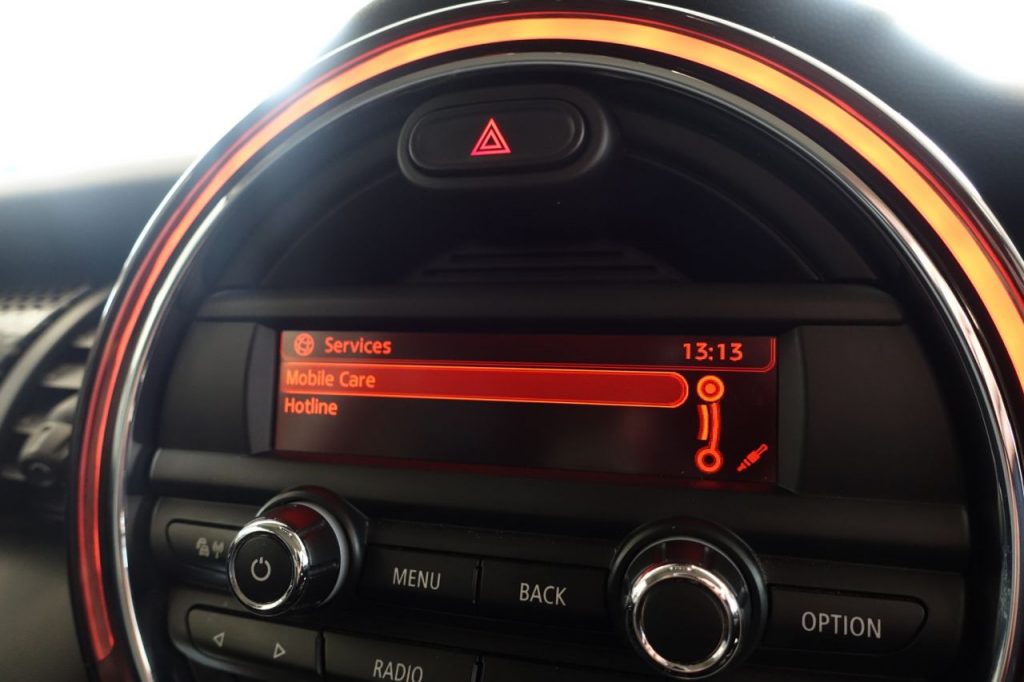 Services 13:13
Mobile Care
Hotline
MENU
BACK
OPTION
RADIO